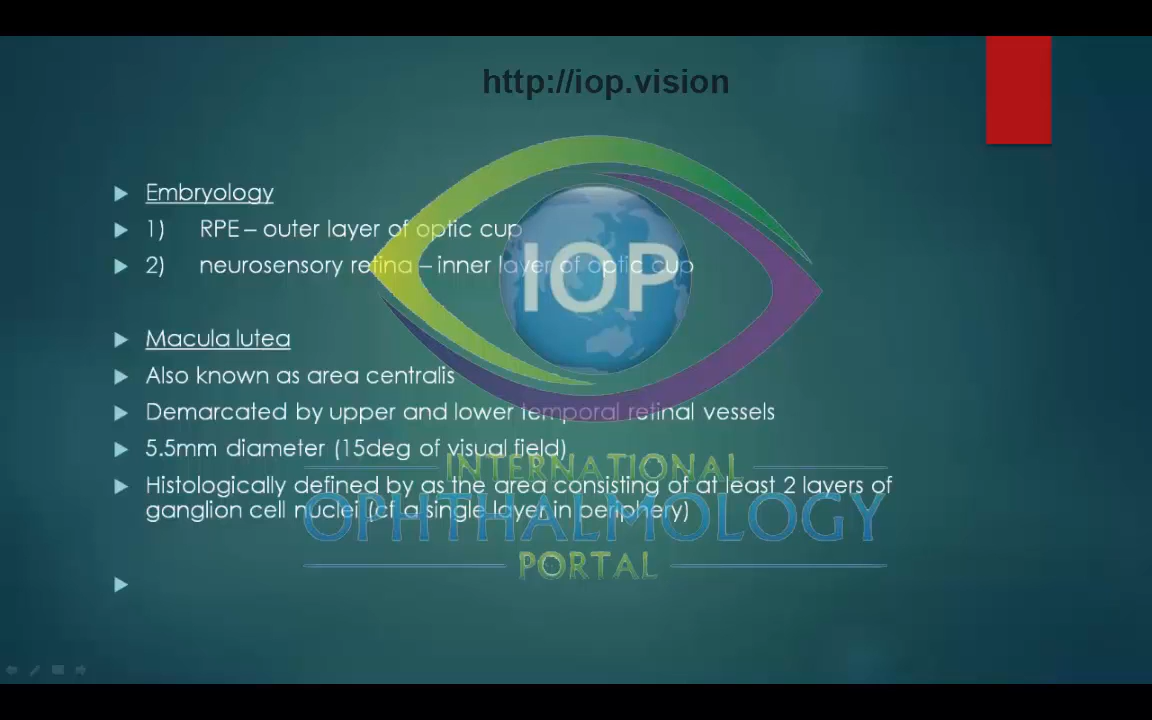 http://iop.vision
Embryology
1) RPE – outer layer of optic cup
2) neurosensory retina – inner layer of optic cup
IOP
Macula lutea
Also known as area centralis
Demarcated by upper and lower temporal retinal vessels
5.5mm diameter (15deg of visual field)
INTERNATIONAL
Histologically defined by as the area consisting of at least 2 layers of
ganglion cell nuclei (cf a single layer in periphery)
OPHTHALMOLOGY
PORTAL